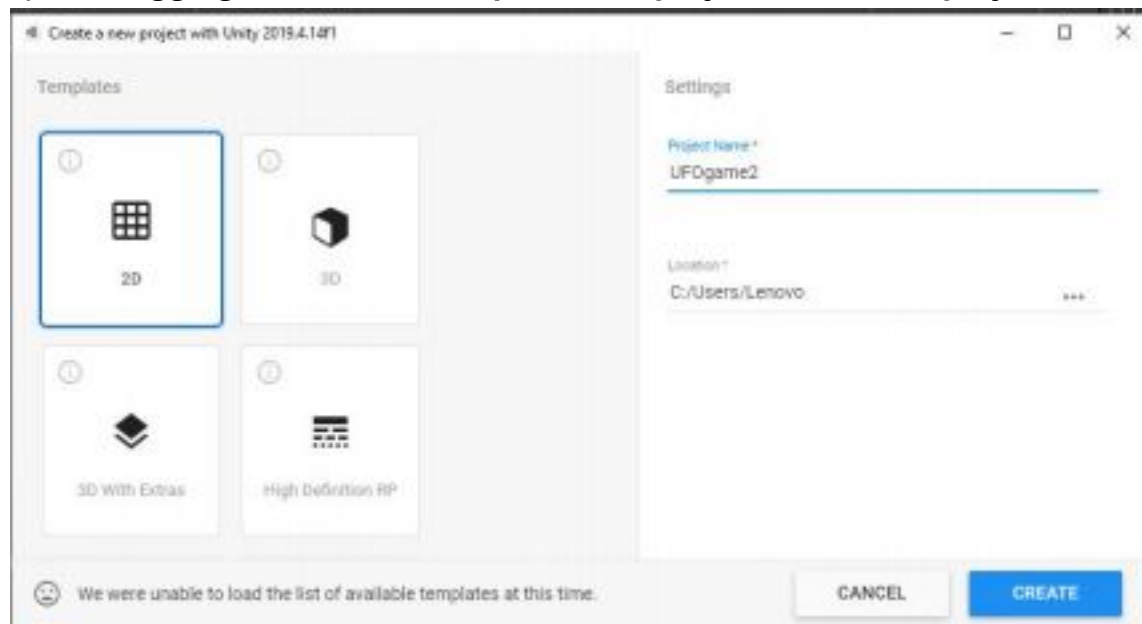 Create a new project with Unity 2019.4.14f1
Templates
Settings
2D
3D
3D With Extras
High Definition RP
Project Name *
UFOgame2
Location *
C:/Users/Lenovo
We were unable to load the list of available templates at this time.
CANCEL
CREATE